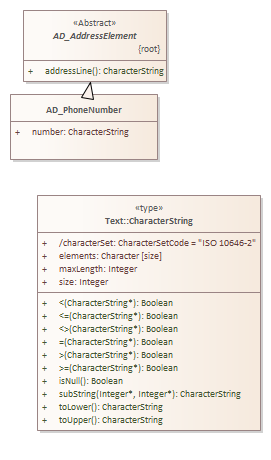 «Abstract»
AD_AddressElement
{root}
+ addressLine(): CharacterString
AD_PhoneNumber
+ number: CharacterString
«type»
Text::CharacterString
+ /characterSet: CharacterSetCode = "ISO 10646-2"
+ elements: Character [size]
+ maxLength: Integer
+ size: Integer
+ <(CharacterString*): Boolean
+ <=(CharacterString*): Boolean
+ <>(CharacterString*): Boolean
+ =(CharacterString*): Boolean
+ >(CharacterString*): Boolean
+ >=(CharacterString*): Boolean
+ isNull(): Boolean
+ subString(Integer*, Integer*): CharacterString
+ toLower(): CharacterString
+ toUpper(): CharacterString